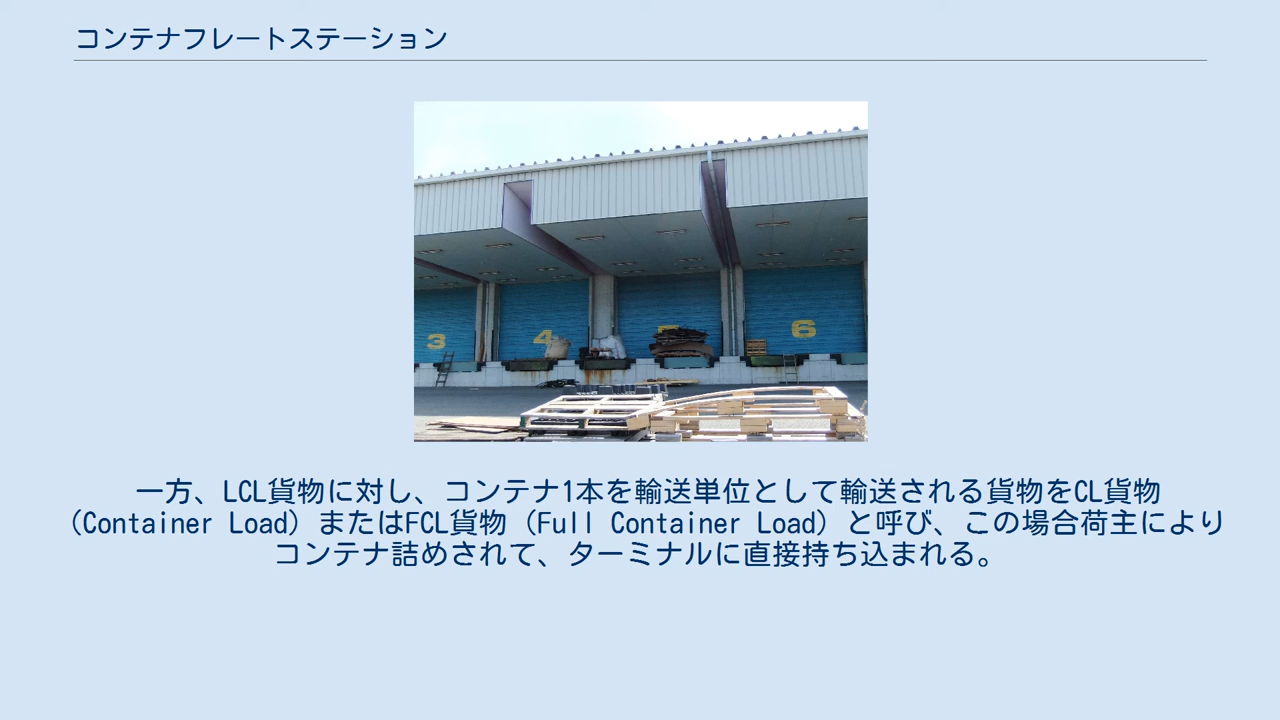 コンテナフレートステーション
3
4
5
6
一方、LCL貨物に対し、コンテナ1本を輸送単位として輸送される貨物をCL貨物
（Container Load）またはFCL貨物（Full Container Load）と呼び、この場合荷主により
コンテナ詰めされて、ターミナルに直接持ち込まれる。